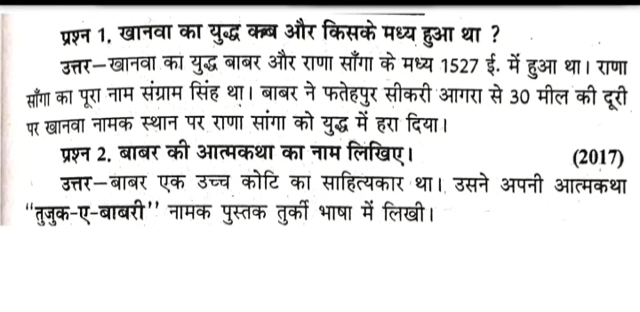 प्रश्न 1. खानवा का युद्ध कब और किसके मध्य हुआ था ?
उत्तर–खानवा का युद्ध बाबर और राणा साँगा के मध्य 1527 ई. में हुआ था। राणा
साँगा का पूरा नाम संग्राम सिंह था। बाबर ने फतेहपुर सीकरी आगरा से 30 मील की दूरी
पर खानवा नामक स्थान पर राणा सांगा को युद्ध में हरा दिया।
प्रश्न 2. बाबर की आत्मकथा का नाम लिखिए। (2017)
उत्तर–बाबर एक उच्च कोटि का साहित्यकार था। उसने अपनी आत्मकथा
“तुजुक-ए-बाबरी’’ नामक पुस्तक तुर्की भाषा में लिखी।